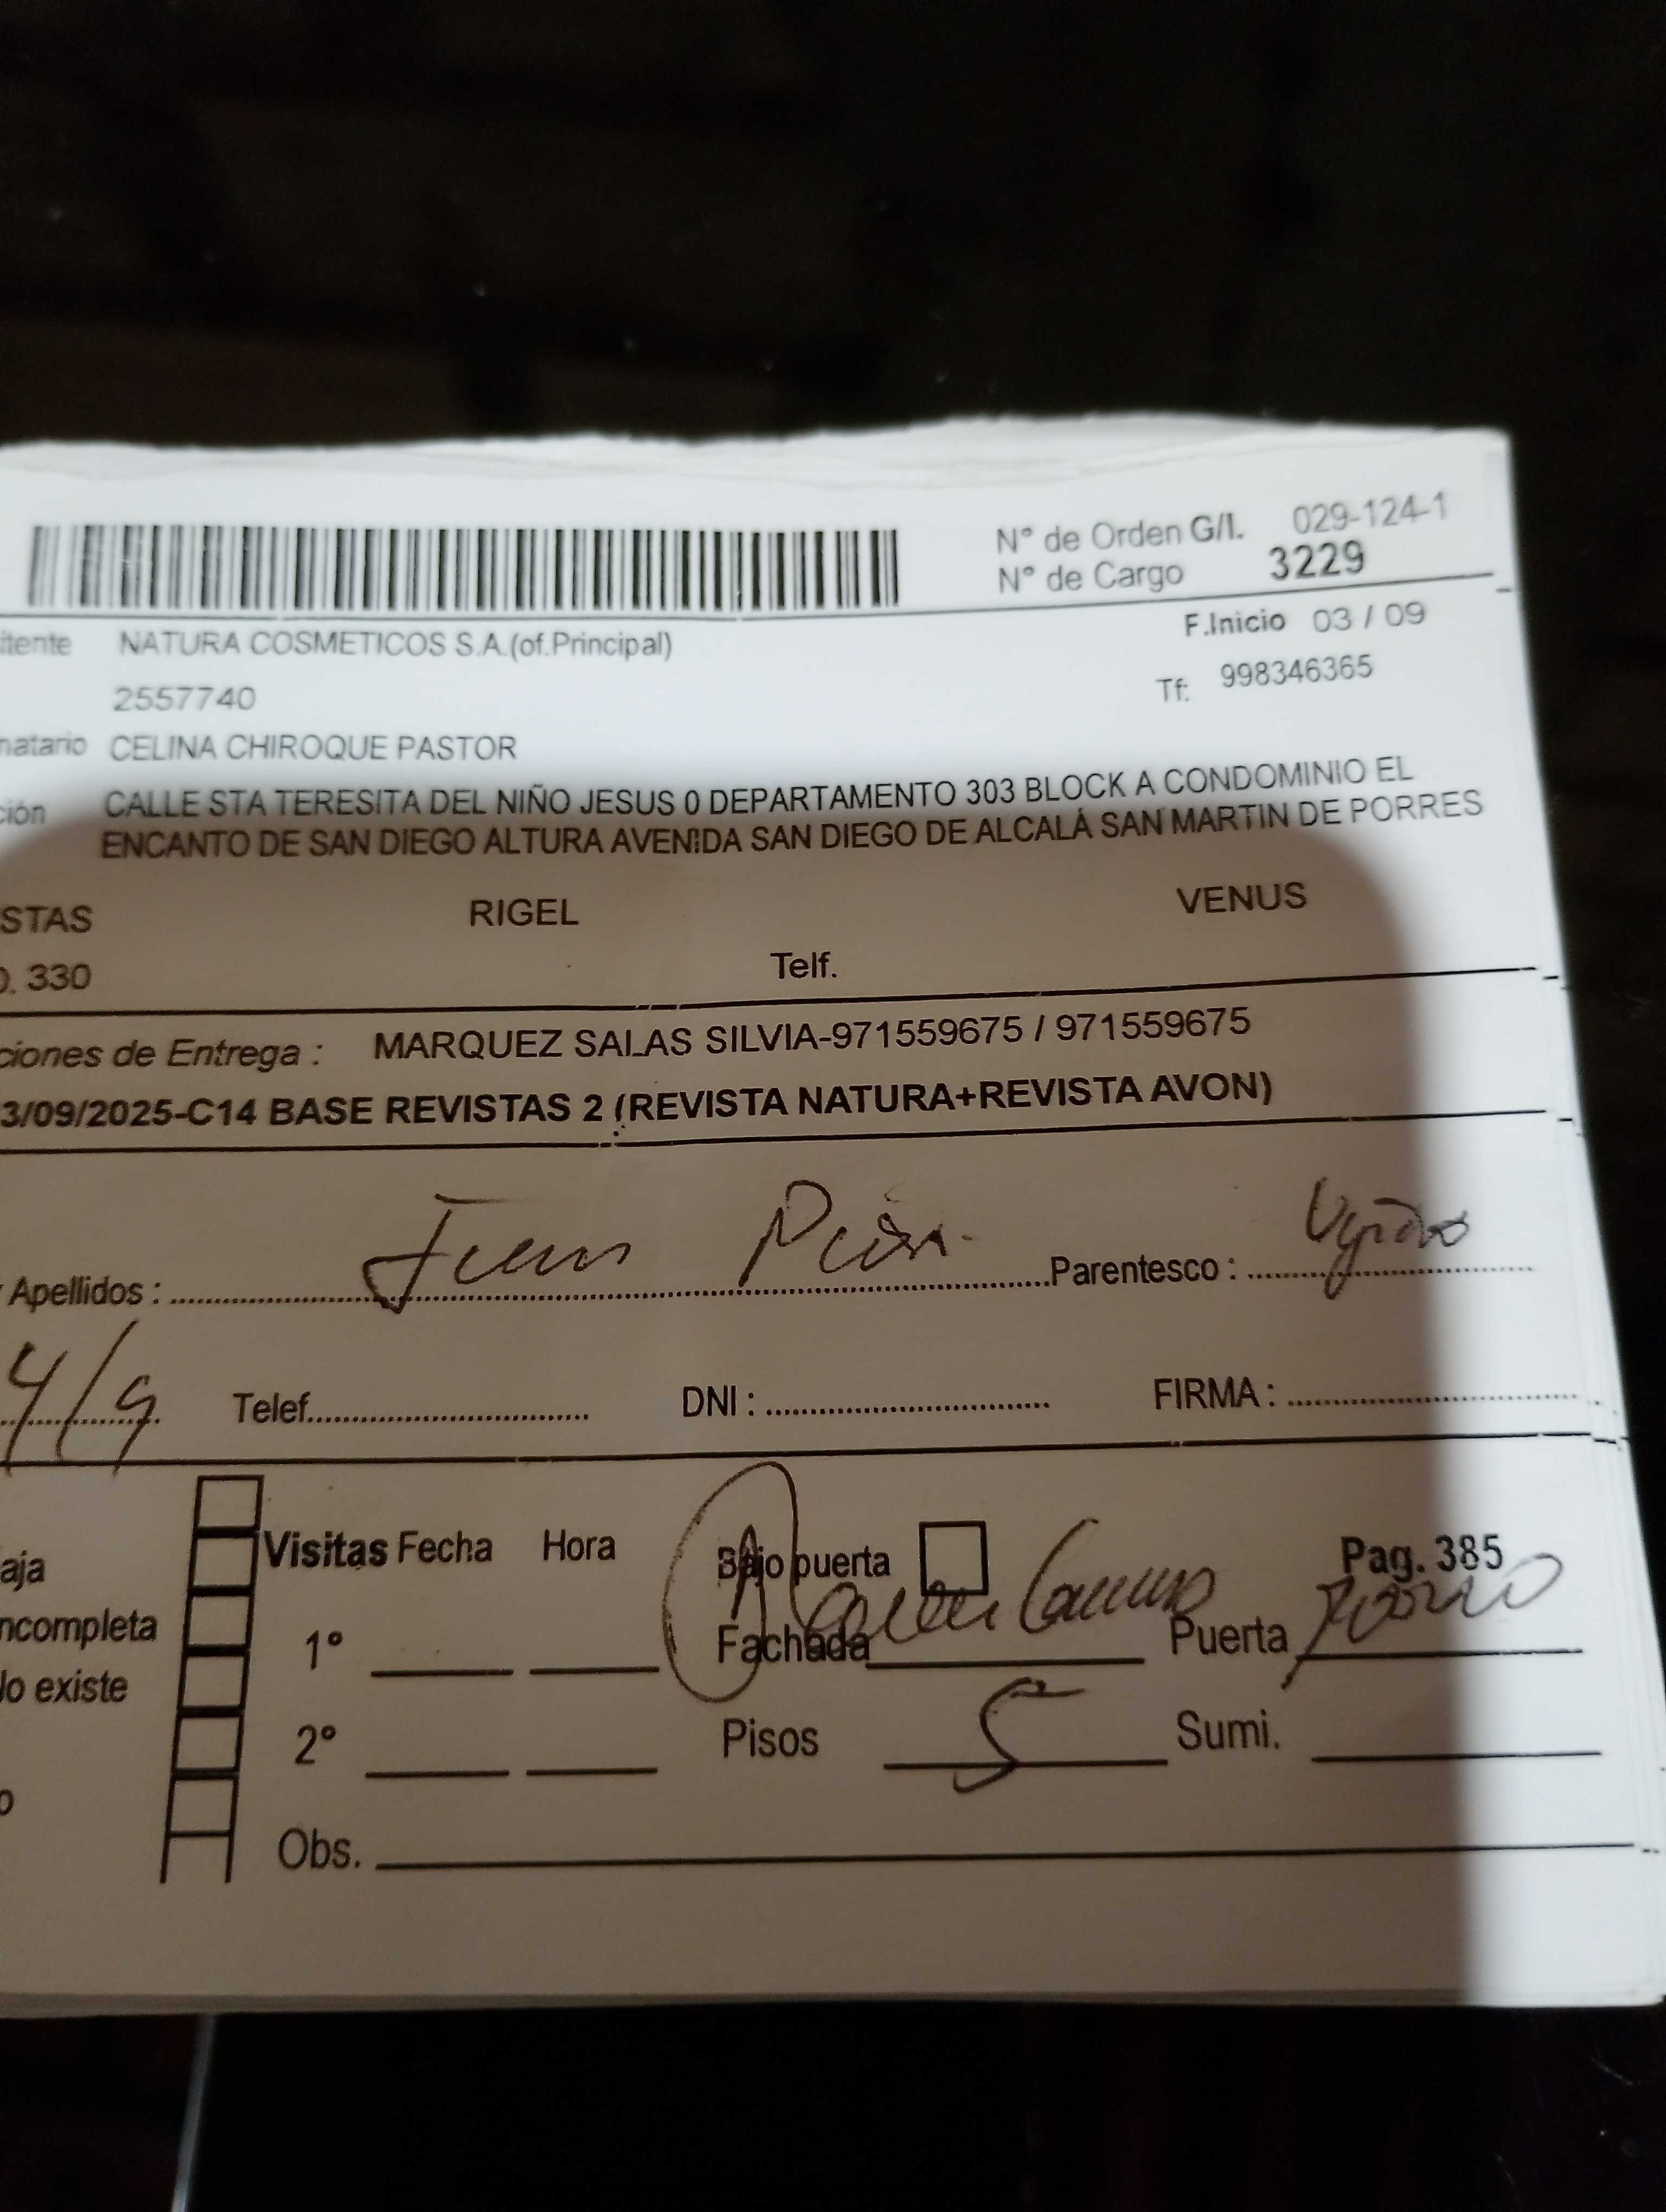 Nº de Orden G/I. 029-124-1
Nº de Cargo 3229
itente NATURA COSMETICOS S.A.(of.Principal) F.Inicio 03 / 09
2557740 Tf: 998346365
natario CELINA CHIROQUE PASTOR
ción CALLE STA TERESITA DEL NIÑO JESUS 0 DEPARTAMENTO 303 BLOCK A CONDOMINIO EL
ENCANTO DE SAN DIEGO ALTURA AVENIDA SAN DIEGO DE ALCALÁ SAN MARTIN DE PORRES
STAS RIGEL VENUS
O. 330 Telf.
ciones de Entrega : MARQUEZ SALAS SILVIA-971559675 / 971559675
3/09/2025-C14 BASE REVISTAS 2 (REVISTA NATURA+REVISTA AVON)
Apellidos : Parentesco :
4/9 Telef. DNI : FIRMA :
Visitas Fecha Hora Bajo puerta Pag. 385
aja
ncompleta 1º Fachada Puerta
lo existe
2º Pisos 5 Sumi.
o
Obs.